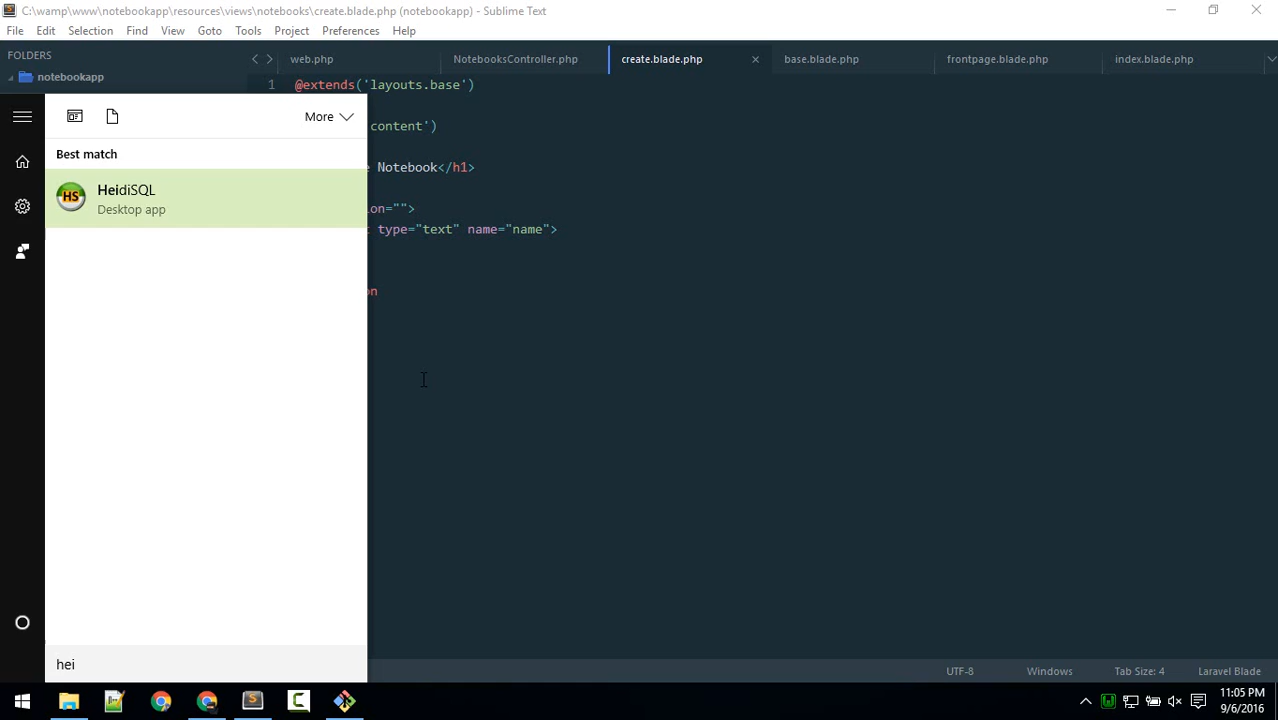 C:\wamp\www\notebookapp\resources\views\notebooks\create.blade.php (notebookapp) - Sublime Text
File Edit Selection Find View Goto Tools Project Preferences Help
FOLDERS
notebookapp
web.php NotebooksController.php create.blade.php × base.blade.php frontpage.blade.php index.blade.php
1 @extends('layouts.base')
content')
e Notebook</h1>
ion="">
t type="text" name="name">
on
More
Best match
HS HeidiSQL
Desktop app
hei
UTF-8 Windows Tab Size: 4 Laravel Blade
11:05 PM
9/6/2016